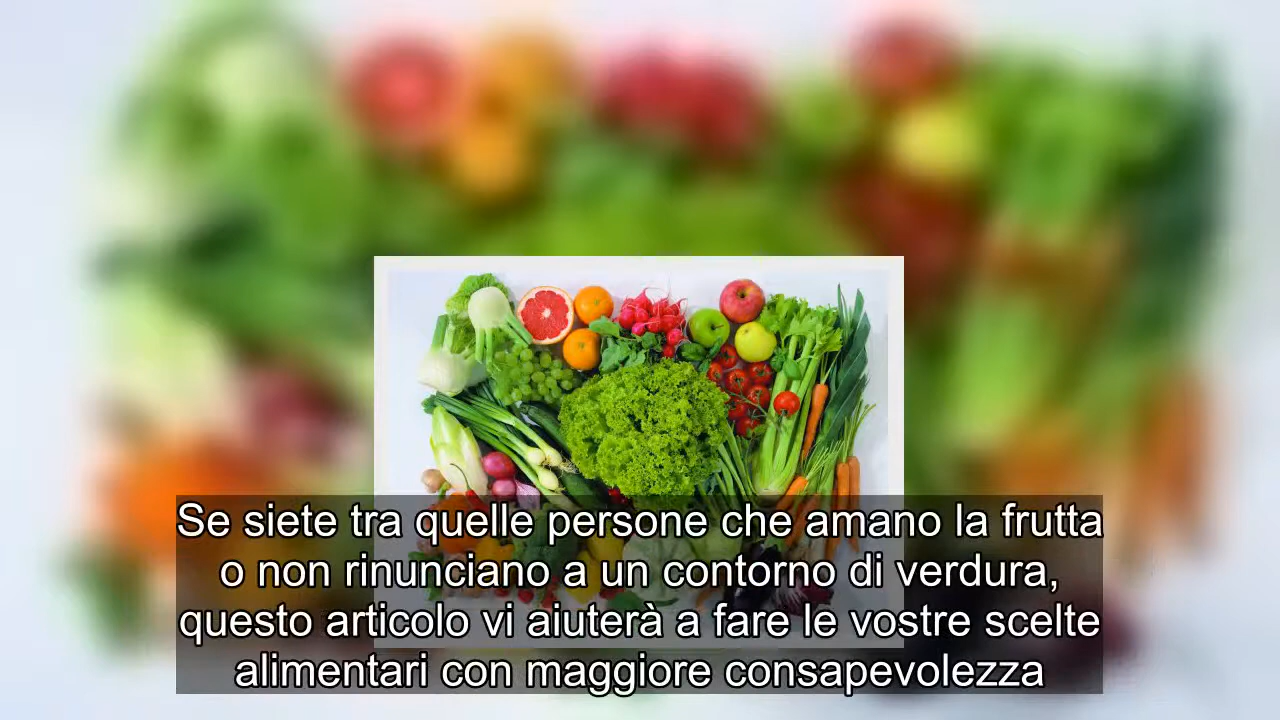 Se siete tra quelle persone che amano la frutta
o non rinunciano a un contorno di verdura,
questo articolo vi aiuterà a fare le vostre scelte
alimentari con maggiore consapevolezza